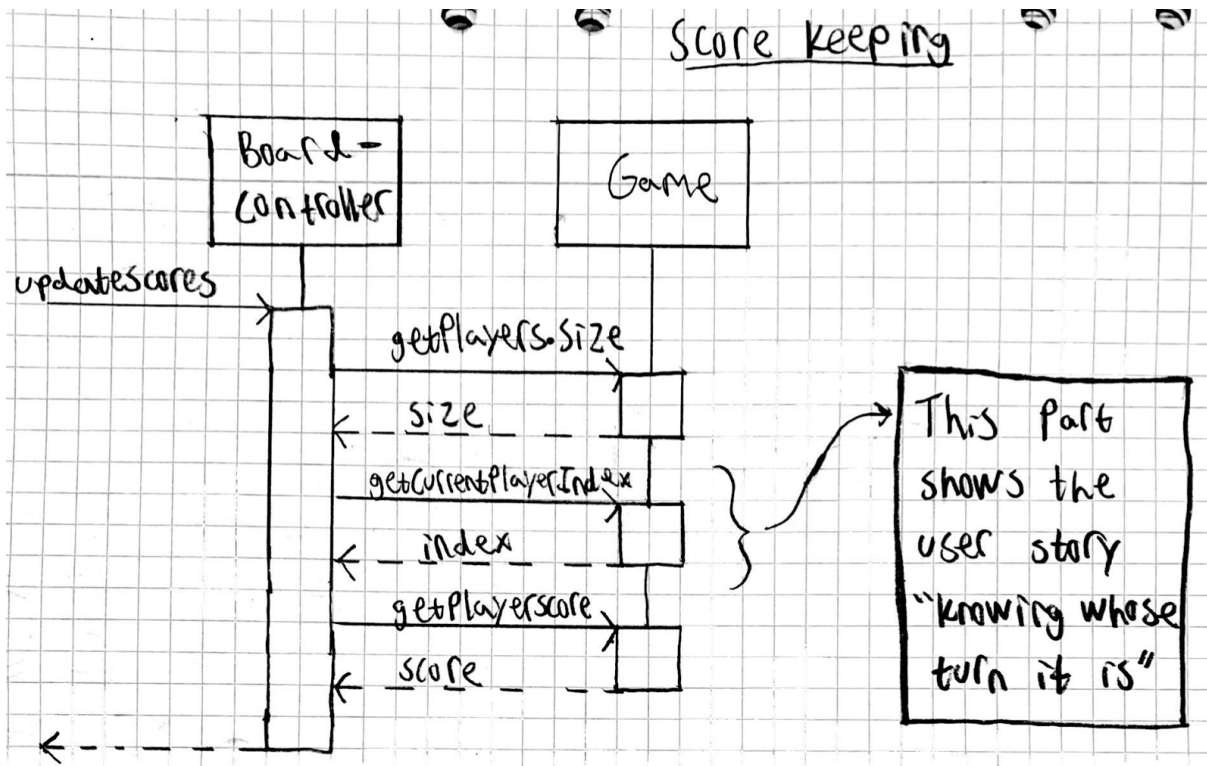 Score keeping
Board-
controller
Game
updatescores
getPlayers.size
size
getCurrentPlayerIndex
index
getPlayerscore
score
This Part
shows the
user story
"knowing whose
turn it is"